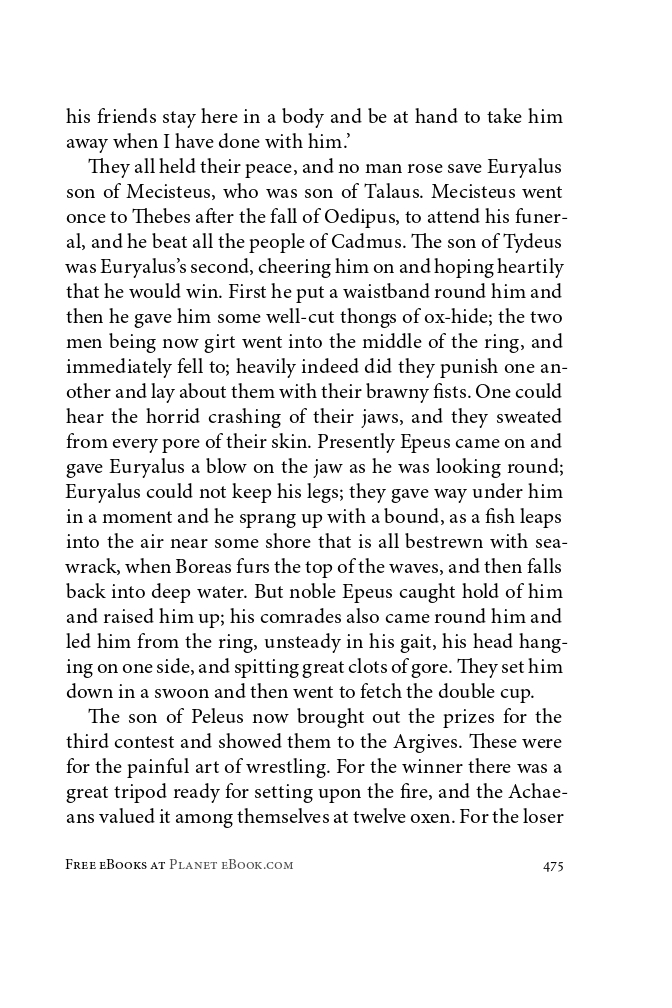 his friends stay here in a body and be at hand to take him
away when I have done with him.’
They all held their peace, and no man rose save Euryalus
son of Mecisteus, who was son of Talaus. Mecisteus went
once to Thebes after the fall of Oedipus, to attend his funer-
al, and he beat all the people of Cadmus. The son of Tydeus
was Euryalus’s second, cheering him on and hoping heartily
that he would win. First he put a waistband round him and
then he gave him some well-cut thongs of ox-hide; the two
men being now girt went into the middle of the ring, and
immediately fell to; heavily indeed did they punish one an-
other and lay about them with their brawny fists. One could
hear the horrid crashing of their jaws, and they sweated
from every pore of their skin. Presently Epeus came on and
gave Euryalus a blow on the jaw as he was looking round;
Euryalus could not keep his legs; they gave way under him
in a moment and he sprang up with a bound, as a fish leaps
into the air near some shore that is all bestrewn with sea-
wrack, when Boreas furs the top of the waves, and then falls
back into deep water. But noble Epeus caught hold of him
and raised him up; his comrades also came round him and
led him from the ring, unsteady in his gait, his head hang-
ing on one side, and spitting great clots of gore. They set him
down in a swoon and then went to fetch the double cup.
The son of Peleus now brought out the prizes for the
third contest and showed them to the Argives. These were
for the painful art of wrestling. For the winner there was a
great tripod ready for setting upon the fire, and the Achae-
ans valued it among themselves at twelve oxen. For the loser
Free eBooks at Planet eBook.com 475